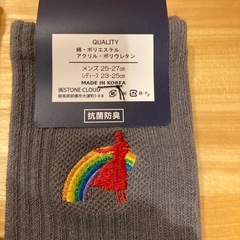 QUALITY
綿・ポリエステル
アクリル・ポリウレタン
メンズ 25-27cm
レディース 23-25cm
MADE IN KOREA
㈱STONE CLOUD
抗菌防臭